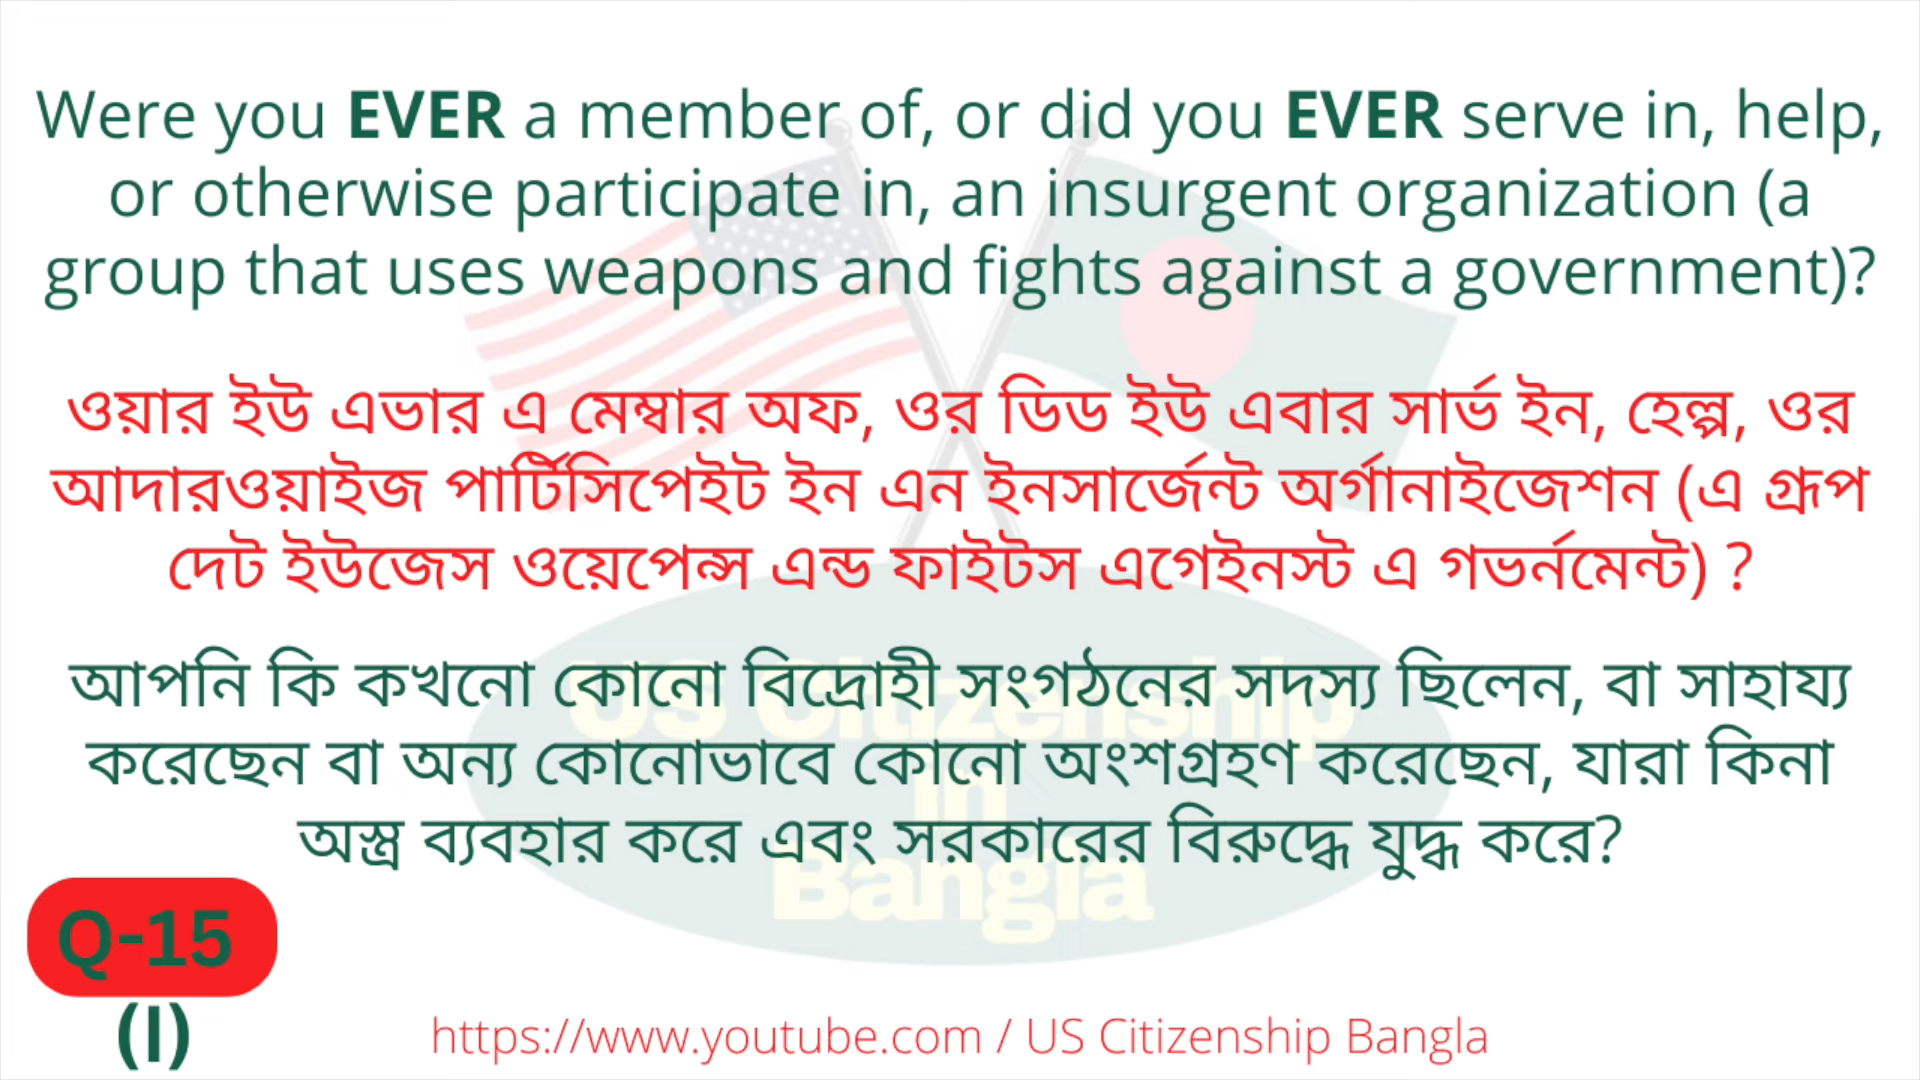 Were you EVER a member of, or did you EVER serve in, help,
or otherwise participate in, an insurgent organization (a
group that uses weapons and fights against a government)?
ওয়ার ইউ এভার এ মেম্বার অফ, ওর ডিড ইউ এবার সার্ভ ইন, হেল্প, ওর
আদারওয়াইজ পার্টিসিপেইট ইন এন ইনসার্জেন্ট অর্গানাইজেশন (এ গ্রূপ
দেট ইউজেস ওয়েপেন্স এন্ড ফাইটস এগেইনস্ট এ গভর্নমেন্ট) ?
আপনি কি কখনো কোনো বিদ্রোহী সংগঠনের সদস্য ছিলেন, বা সাহায্য
করেছেন বা অন্য কোনোভাবে কোনো অংশগ্রহণ করেছেন, যারা কিনা
অস্ত্র ব্যবহার করে এবং সরকারের বিরুদ্ধে যুদ্ধ করে?
US Citizenship
in
Bangla
Q-15
(I)
https://www.youtube.com / US Citizenship Bangla